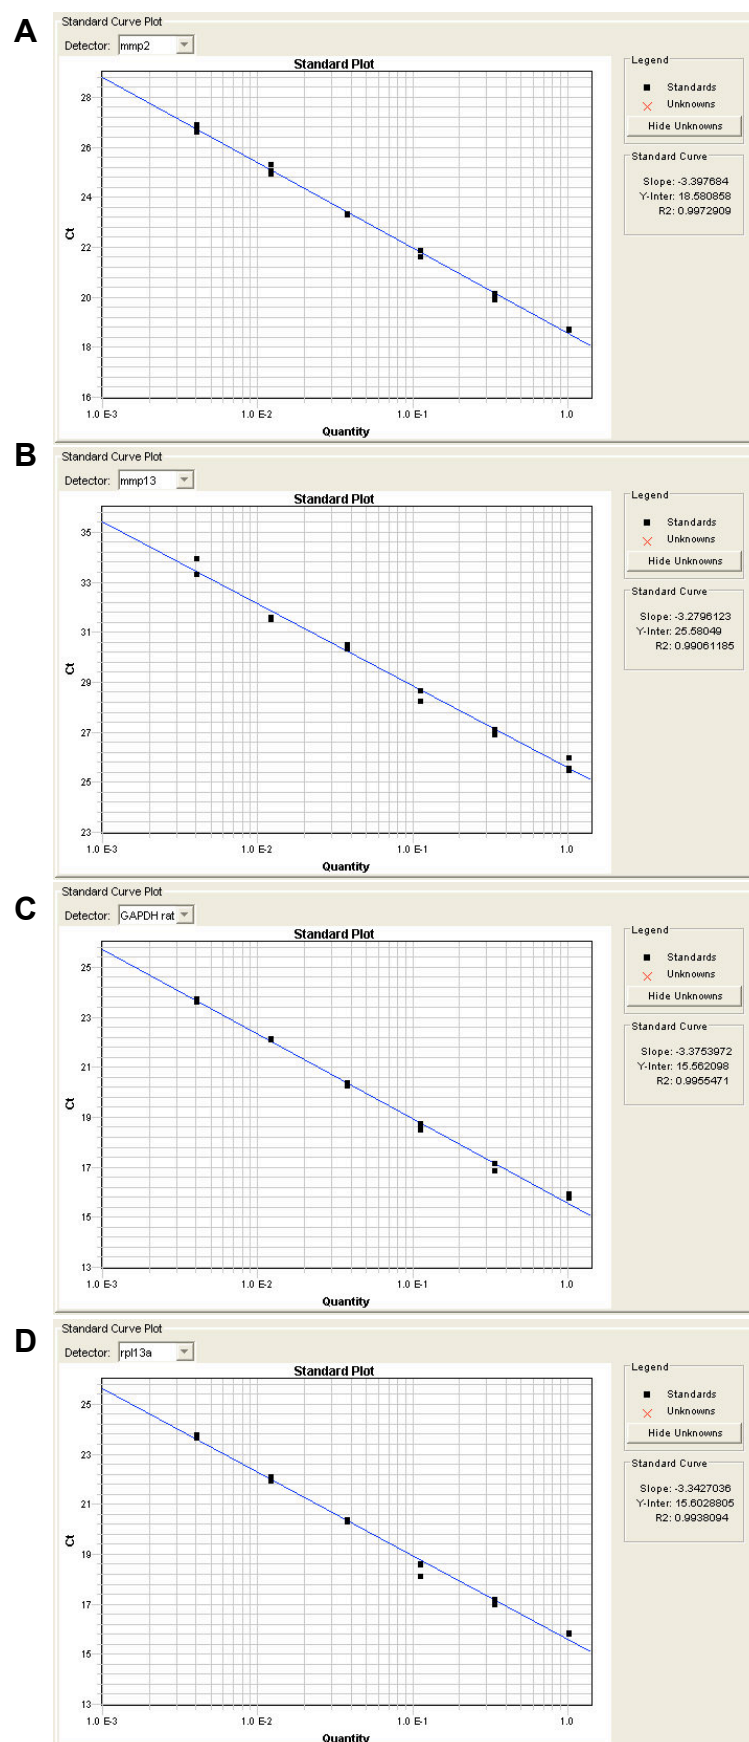 A
Standard Curve Plot
Detector: mmp2
Standard Plot
Legend
Standards
Unknowns
Hide Unknowns
Standard Curve
Slope: -3.397684
Y-Inter: 18.580858
R2: 0.9972909
28
26
24
22
20
18
16
Ct
1.0 E-3
1.0 E-2
1.0 E-1
1.0
Quantity
B
Standard Curve Plot
Detector: mmp13
Standard Plot
Legend
Standards
Unknowns
Hide Unknowns
Standard Curve
Slope: -3.2796123
Y-Inter: 25.58049
R2: 0.99061185
35
33
31
29
27
25
23
Ct
1.0 E-3
1.0 E-2
1.0 E-1
1.0
Quantity
C
Standard Curve Plot
Detector: GAPDH rat
Standard Plot
Legend
Standards
Unknowns
Hide Unknowns
Standard Curve
Slope: -3.3753972
Y-Inter: 15.562098
R2: 0.9955471
25
23
21
19
17
15
13
Ct
1.0 E-3
1.0 E-2
1.0 E-1
1.0
Quantity
D
Standard Curve Plot
Detector: rpl13a
Standard Plot
Legend
Standards
Unknowns
Hide Unknowns
Standard Curve
Slope: -3.3427036
Y-Inter: 15.6028805
R2: 0.9938094
25
23
21
19
17
15
13
Ct
1.0 E-3
1.0 E-2
1.0 E-1
1.0
Quantity